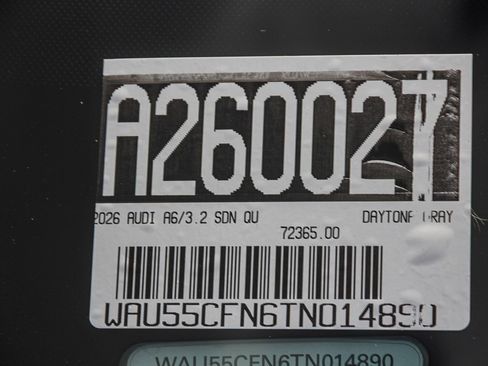 A260027
2026 AUDI A6/3.2 SDN QU DAYTONA GRAY
72365.00
WAU55CFN6TN014890
WAU55CFN6TN014890